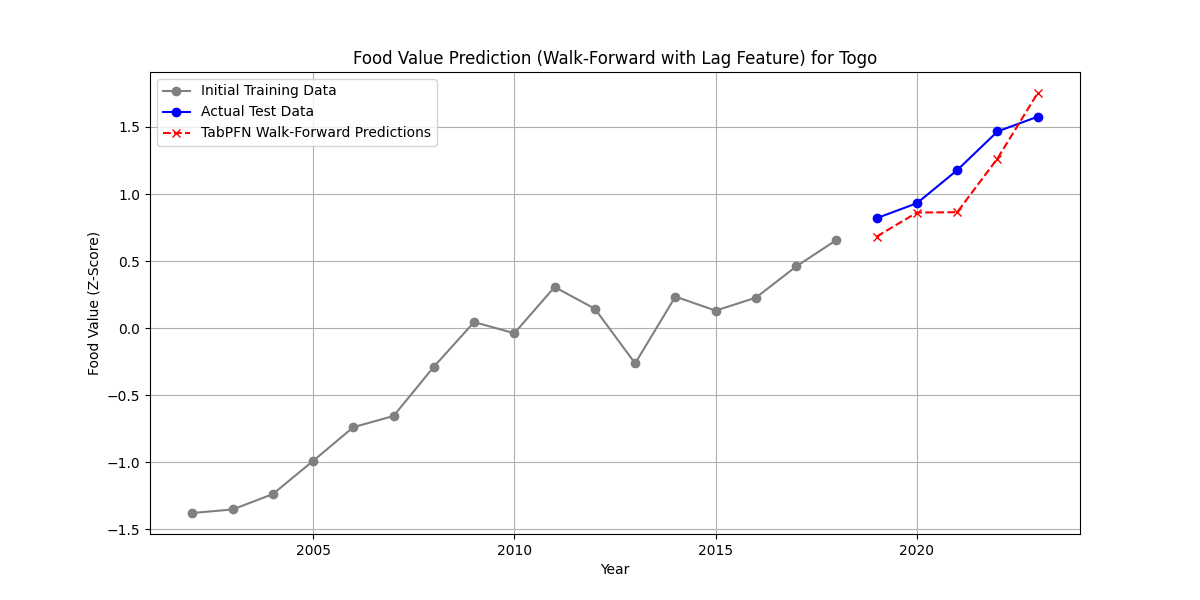 Food Value Prediction (Walk-Forward with Lag Feature) for Togo
Initial Training Data
Actual Test Data
TabPFN Walk-Forward Predictions
Food Value (Z-Score)
1.5
1.0
0.5
0.0
−0.5
−1.0
−1.5
2005 2010 2015 2020
Year